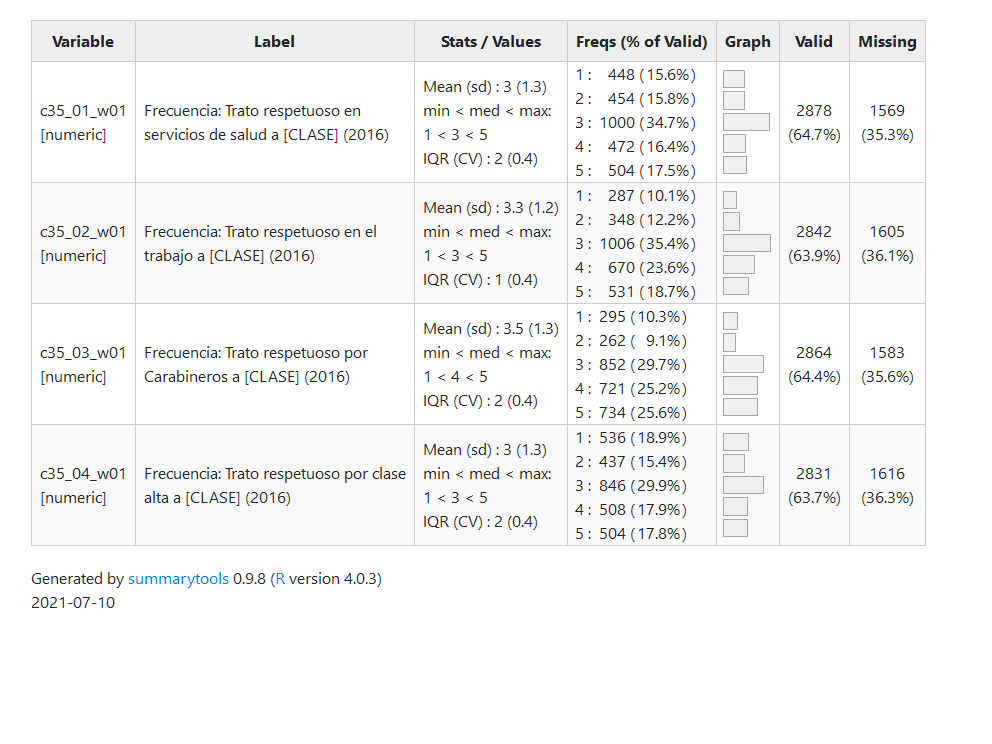 Variable Label Stats / Values Freqs (% of Valid) Graph Valid Missing
c35_01_w01
[numeric]
Frecuencia: Trato respetuoso en
servicios de salud a [CLASE] (2016)
Mean (sd) : 3 (1.3)
min < med < max:
1 < 3 < 5
IQR (CV) : 2 (0.4)
1 : 448 (15.6%)
2 : 454 (15.8%)
3 : 1000 (34.7%)
4 : 472 (16.4%)
5 : 504 (17.5%)
2878
(64.7%)
1569
(35.3%)
c35_02_w01
[numeric]
Frecuencia: Trato respetuoso en el
trabajo a [CLASE] (2016)
Mean (sd) : 3.3 (1.2)
min < med < max:
1 < 3 < 5
IQR (CV) : 1 (0.4)
1 : 287 (10.1%)
2 : 348 (12.2%)
3 : 1006 (35.4%)
4 : 670 (23.6%)
5 : 531 (18.7%)
2842
(63.9%)
1605
(36.1%)
c35_03_w01
[numeric]
Frecuencia: Trato respetuoso por
Carabineros a [CLASE] (2016)
Mean (sd) : 3.5 (1.3)
min < med < max:
1 < 4 < 5
IQR (CV) : 2 (0.4)
1 : 295 (10.3%)
2 : 262 ( 9.1%)
3 : 852 (29.7%)
4 : 721 (25.2%)
5 : 734 (25.6%)
2864
(64.4%)
1583
(35.6%)
c35_04_w01
[numeric]
Frecuencia: Trato respetuoso por clase
alta a [CLASE] (2016)
Mean (sd) : 3 (1.3)
min < med < max:
1 < 3 < 5
IQR (CV) : 2 (0.4)
1 : 536 (18.9%)
2 : 437 (15.4%)
3 : 846 (29.9%)
4 : 508 (17.9%)
5 : 504 (17.8%)
2831
(63.7%)
1616
(36.3%)
Generated by summarytools 0.9.8 (R version 4.0.3)
2021-07-10